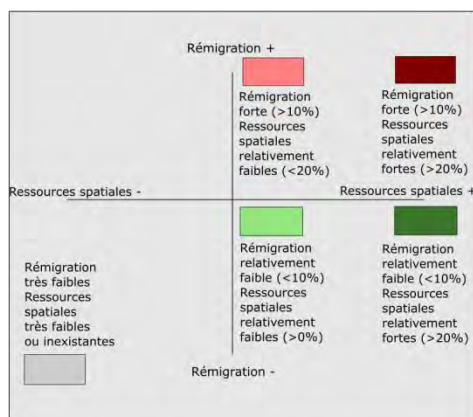 Rémigration +
Rémigration
forte (>10%)
Ressources
spatiales
relativement
faibles (<20%)
Rémigration
forte (>10%)
Ressources
spatiales
relativement
fortes (>20%)
Ressources spatiales -
Ressources spatiales +
Rémigration
très faibles
Ressources
spatiales
très faibles
ou inexistantes
Rémigration
relativement
faible (<10%)
Ressources
spatiales
relativement
faibles (>0%)
Rémigration
relativement
faible (<10%)
Ressources
spatiales
relativement
fortes (>20%)
Rémigration -